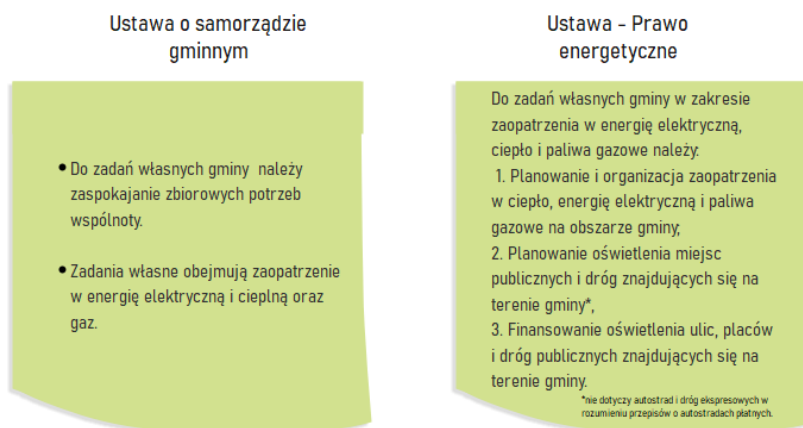 Ustawa o samorządzie
gminnym
• Do zadań własnych gminy należy
zaspokajanie zbiorowych potrzeb
wspólnoty.
• Zadania własne obejmują zaopatrzenie
w energię elektryczną i cieplną oraz
gaz.
Ustawa - Prawo
energetyczne
Do zadań własnych gminy w zakresie
zaopatrzenia w energię elektryczną,
ciepło i paliwa gazowe należy:
1. Planowanie i organizacja zaopatrzenia
w ciepło, energię elektryczną i paliwa
gazowe na obszarze gminy;
2. Planowanie oświetlenia miejsc
publicznych i dróg znajdujących się na
terenie gminy*,
3. Finansowanie oświetlenia ulic, placów
i dróg publicznych znajdujących się na
terenie gminy.
*nie dotyczy autostrad i dróg ekspresowych w
rozumieniu przepisów o autostradach płatnych.